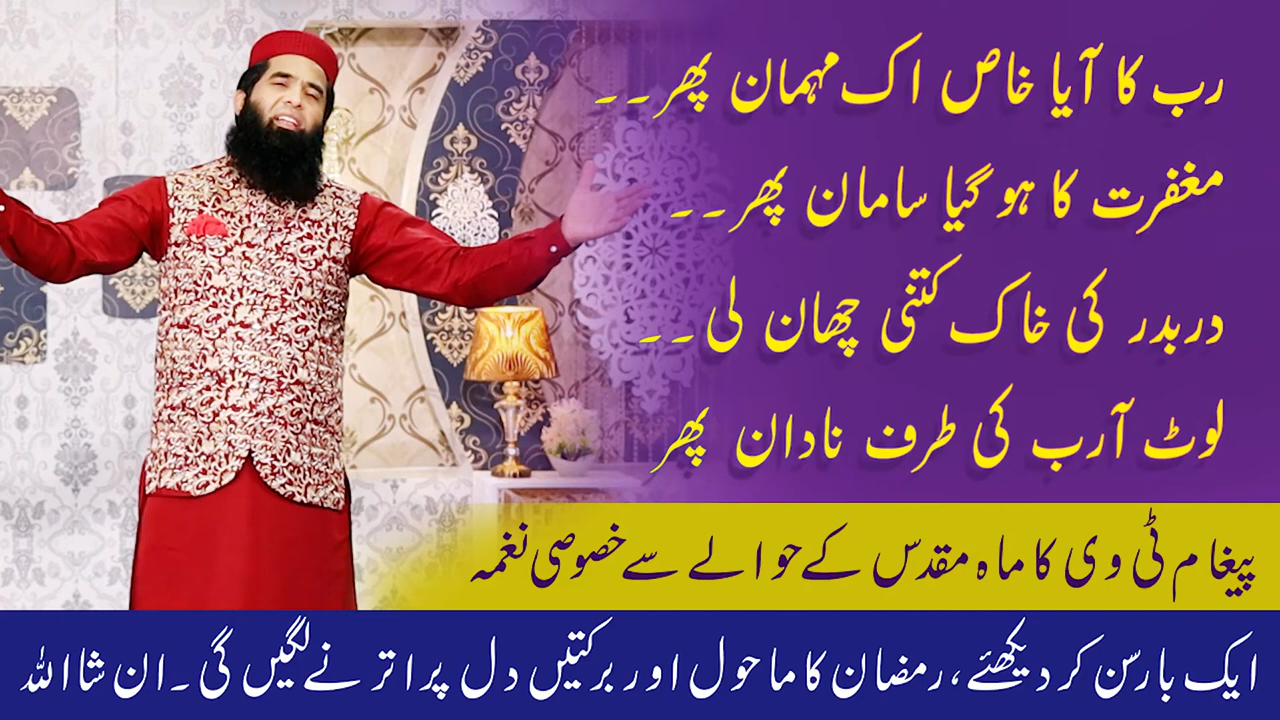 رب کا آیا خاص اک مہمان پھر۔۔
مغفرت کا ہو گیا سامان پھر۔۔
دربدر کی خاک کتنی چھان لی۔۔
لوٹ آ رب کی طرف نادان پھر
پیغام ٹی وی کا ماہ مقدس کے حوالے سے خصوصی نغمہ
ایک بار سن کر دیکھئے، رمضان کا ماحول اور برکتیں دل پر اترنے لگیں گی۔ ان شا اللہ